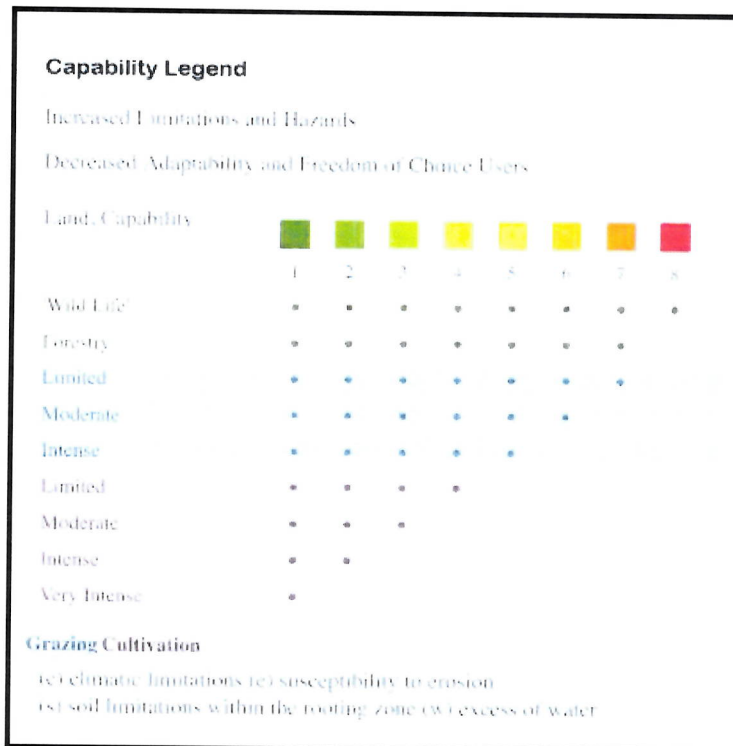 Capability Legend
Increased Limitations and Hazards
Decreased Adaptability and Freedom of Choice Users
Land. Capability
1 2 3 4 5 6 7 8
Wild Life'
Forestry
Limited
Moderate
Intense
Limited
Moderate
Intense
Very Intense
Grazing Cultivation
(c) climatic limitations (e) susceptibility to erosion
(s) soil limitations within the rooting zone (w) excess of water